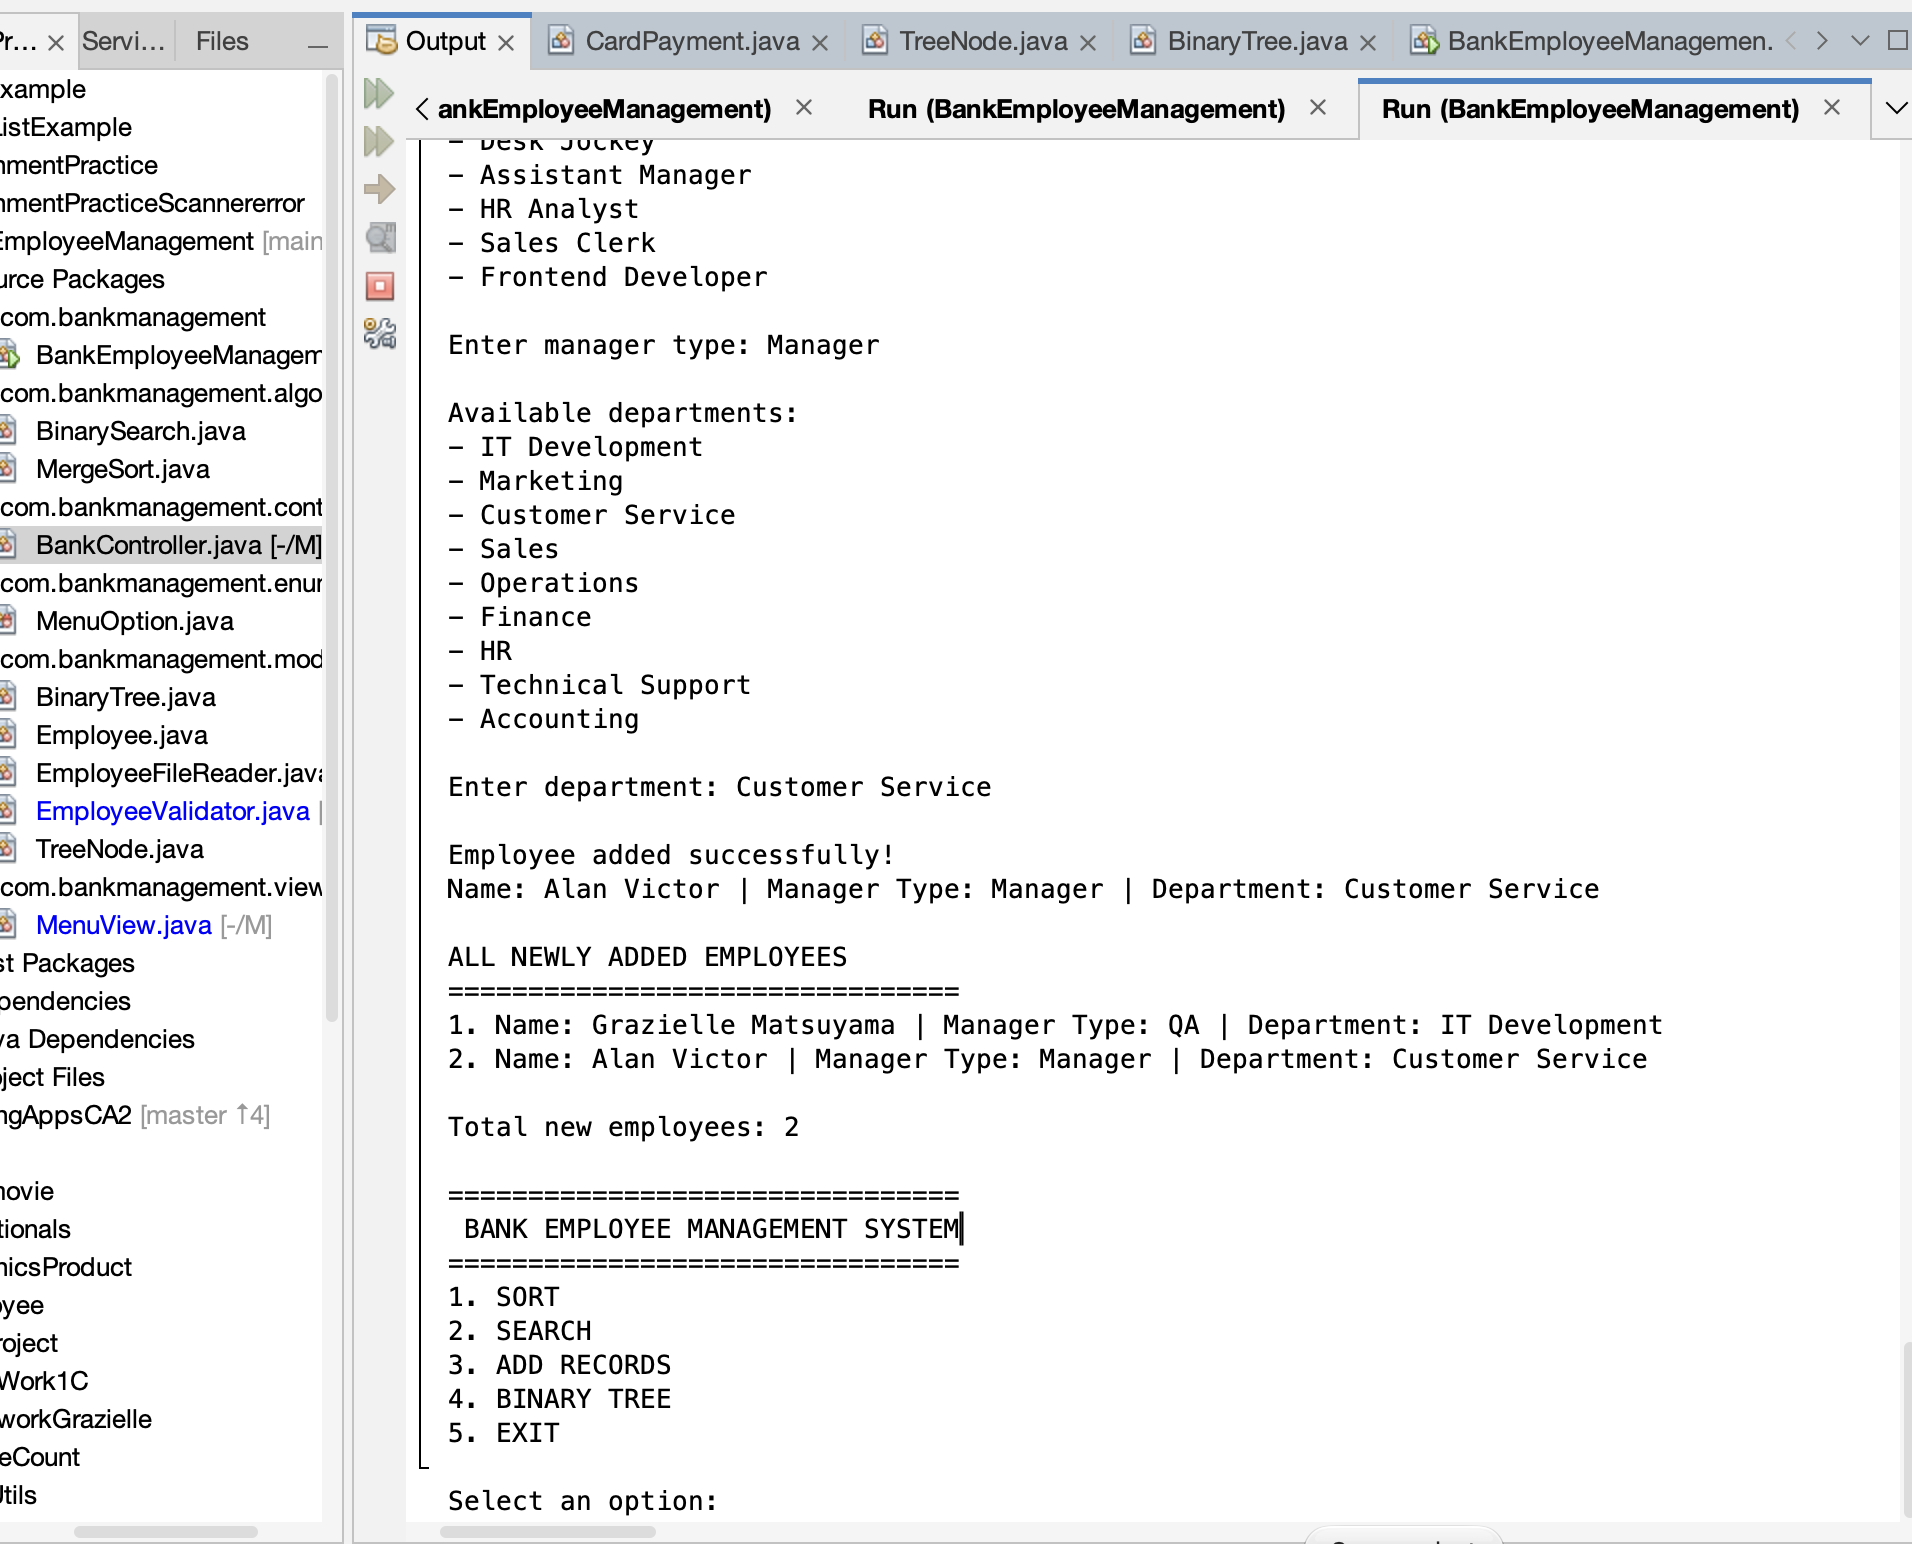 Pr... Servi... Files
Output CardPayment.java TreeNode.java BinaryTree.java BankEmployeeManagemen.
ankEmployeeManagement) Run (BankEmployeeManagement) Run (BankEmployeeManagement)
xample
istExample
nmentPractice
nmentPracticeScannererror
EmployeeManagement [main
urce Packages
com.bankmanagement
BankEmployeeManagem
com.bankmanagement.algo
BinarySearch.java
MergeSort.java
com.bankmanagement.cont
BankController.java [-/M]
com.bankmanagement.enur
MenuOption.java
com.bankmanagement.mod
BinaryTree.java
Employee.java
EmployeeFileReader.java
EmployeeValidator.java [
TreeNode.java
com.bankmanagement.view
MenuView.java [-/M]
st Packages
pendencies
va Dependencies
ject Files
ngAppsCA2 [master ↑4]
movie
tionals
nicsProduct
oyee
roject
Work1C
workGrazielle
eCount
Utils
- Desk Jockey
- Assistant Manager
- HR Analyst
- Sales Clerk
- Frontend Developer
Enter manager type: Manager
Available departments:
- IT Development
- Marketing
- Customer Service
- Sales
- Operations
- Finance
- HR
- Technical Support
- Accounting
Enter department: Customer Service
Employee added successfully!
Name: Alan Victor | Manager Type: Manager | Department: Customer Service
ALL NEWLY ADDED EMPLOYEES
================================
1. Name: Grazielle Matsuyama | Manager Type: QA | Department: IT Development
2. Name: Alan Victor | Manager Type: Manager | Department: Customer Service
Total new employees: 2
================================
BANK EMPLOYEE MANAGEMENT SYSTEM
================================
1. SORT
2. SEARCH
3. ADD RECORDS
4. BINARY TREE
5. EXIT
Select an option: